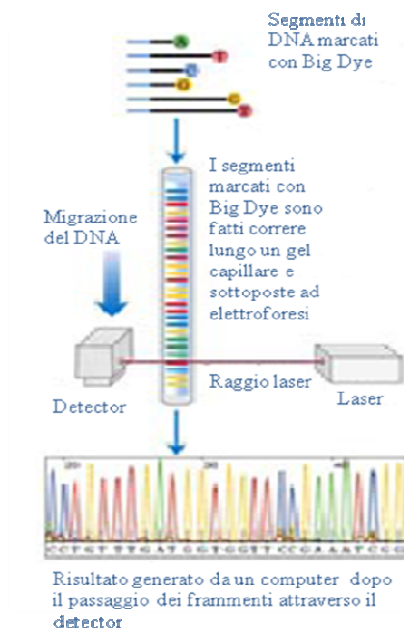 Segmenti di
DNA marcati
con Big Dye
A
T
C
G
G
T
I segmenti
marcati con
Big Dye sono
fatti correre
lungo un gel
capillare e
sottoposte ad
elettroforesi
Migrazione
del DNA
Detector
Raggio laser
Laser
CCTGTTTGATGGTGGTTCCGAAATCGG
Risultato generato da un computer dopo
il passaggio dei frammenti attraverso il
detector